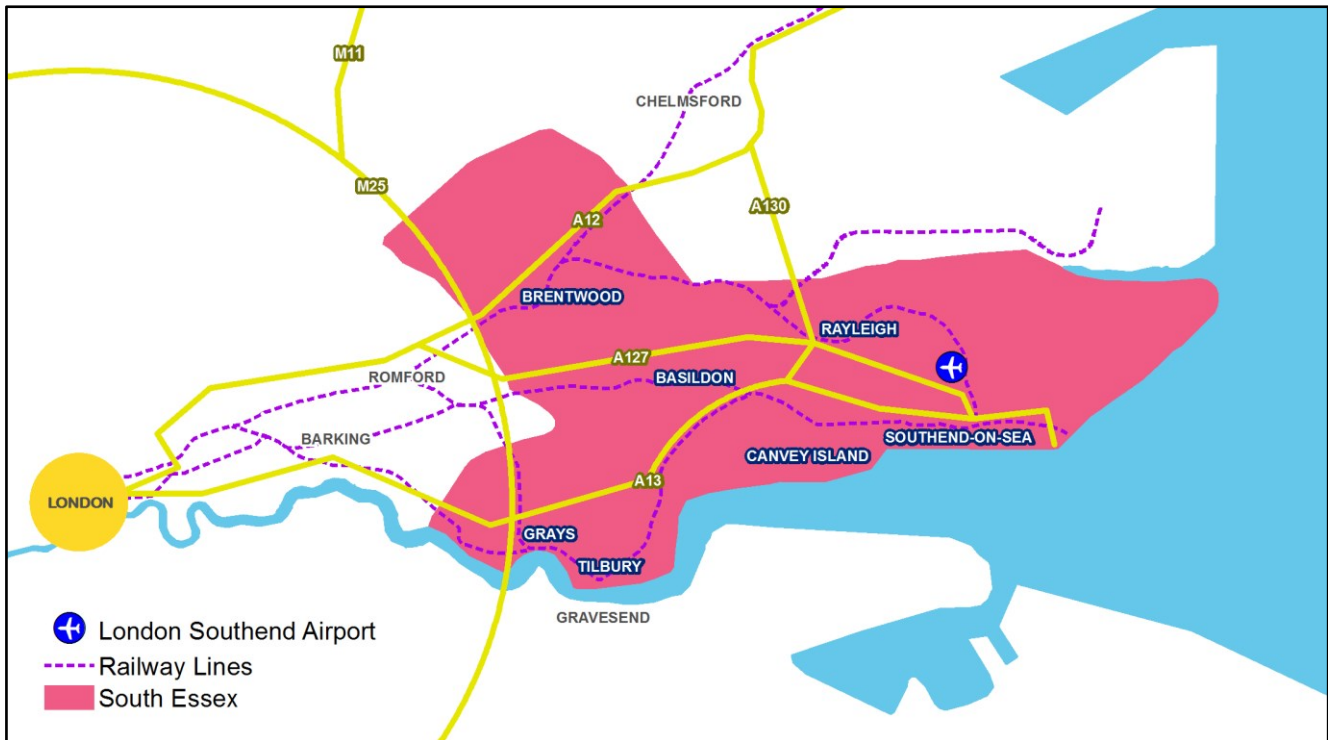 M11
CHELMSFORD
M25
A130
A12
BRENTWOOD
RAYLEIGH
A127
ROMFORD
BASILDON
BARKING
SOUTHEND-ON-SEA
CANVEY ISLAND
A13
LONDON
GRAYS
TILBURY
GRAVESEND
London Southend Airport
Railway Lines
South Essex